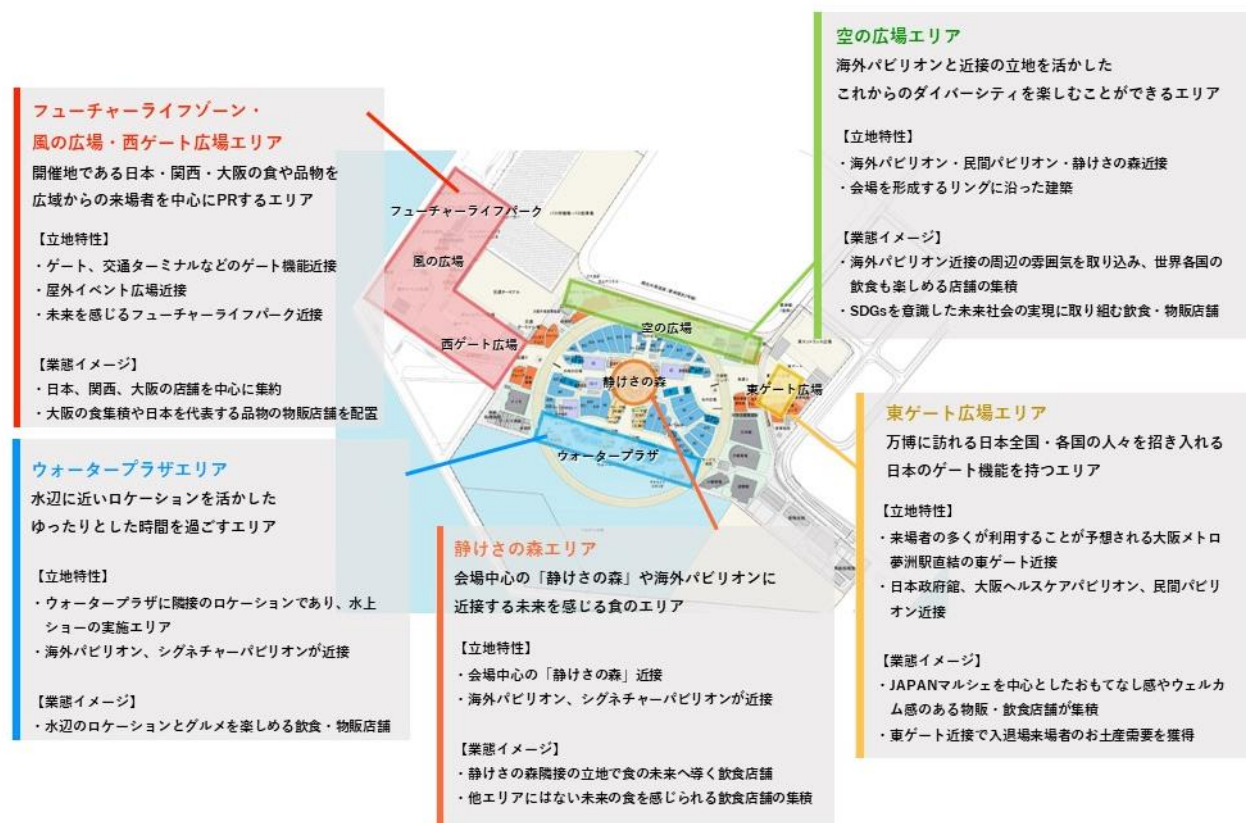 フューチャーライフゾーン・
風の広場・西ゲート広場エリア
開催地である日本・関西・大阪の食や品物を
広域からの来場者を中心にPRするエリア
【立地特性】
・ゲート、交通ターミナルなどのゲート機能近接
・屋外イベント広場近接
・未来を感じるフューチャーライフパーク近接
【業態イメージ】
・日本、関西、大阪の店舗を中心に集約
・大阪の食集積や日本を代表する品物の物販店舗を配置
ウォータープラザエリア
水辺に近いロケーションを活かした
ゆったりとした時間を過ごすエリア
【立地特性】
・ウォータープラザに隣接のロケーションであり、水上
ショーの実施エリア
・海外パビリオン、シグネチャーパビリオンが近接
【業態イメージ】
・水辺のロケーションとグルメを楽しめる飲食・物販店舗
フューチャーライフパーク
風の広場
西ゲート広場
空の広場
静けさの森
東ゲート広場
ウォータープラザ
静けさの森エリア
会場中心の「静けさの森」や海外パビリオンに
近接する未来を感じる食のエリア
【立地特性】
・会場中心の「静けさの森」近接
・海外パビリオン、シグネチャーパビリオンが近接
【業態イメージ】
・静けさの森隣接の立地で食の未来へ導く飲食店舗
・他エリアにはない未来の食を感じられる飲食店舗の集積
空の広場エリア
海外パビリオンと近接の立地を活かした
これからのダイバーシティを楽しむことができるエリア
【立地特性】
・海外パビリオン・民間パビリオン・静けさの森近接
・会場を形成するリングに沿った建築
【業態イメージ】
・海外パビリオン近接の周辺の雰囲気を取り込み、世界各国の
飲食も楽しめる店舗の集積
・SDGsを意識した未来社会の実現に取り組む飲食・物販店舗
東ゲート広場エリア
万博に訪れる日本全国・各国の人々を招き入れる
日本のゲート機能を持つエリア
【立地特性】
・来場者の多くが利用することが予想される大阪メトロ
夢洲駅直結の東ゲート近接
・日本政府館、大阪ヘルスケアパビリオン、民間パビリ
オン近接
【業態イメージ】
・JAPANマルシェを中心としたおもてなし感やウェルカ
ム感のある物販・飲食店舗が集積
・東ゲート近接で入退場来場者のお土産需要を獲得